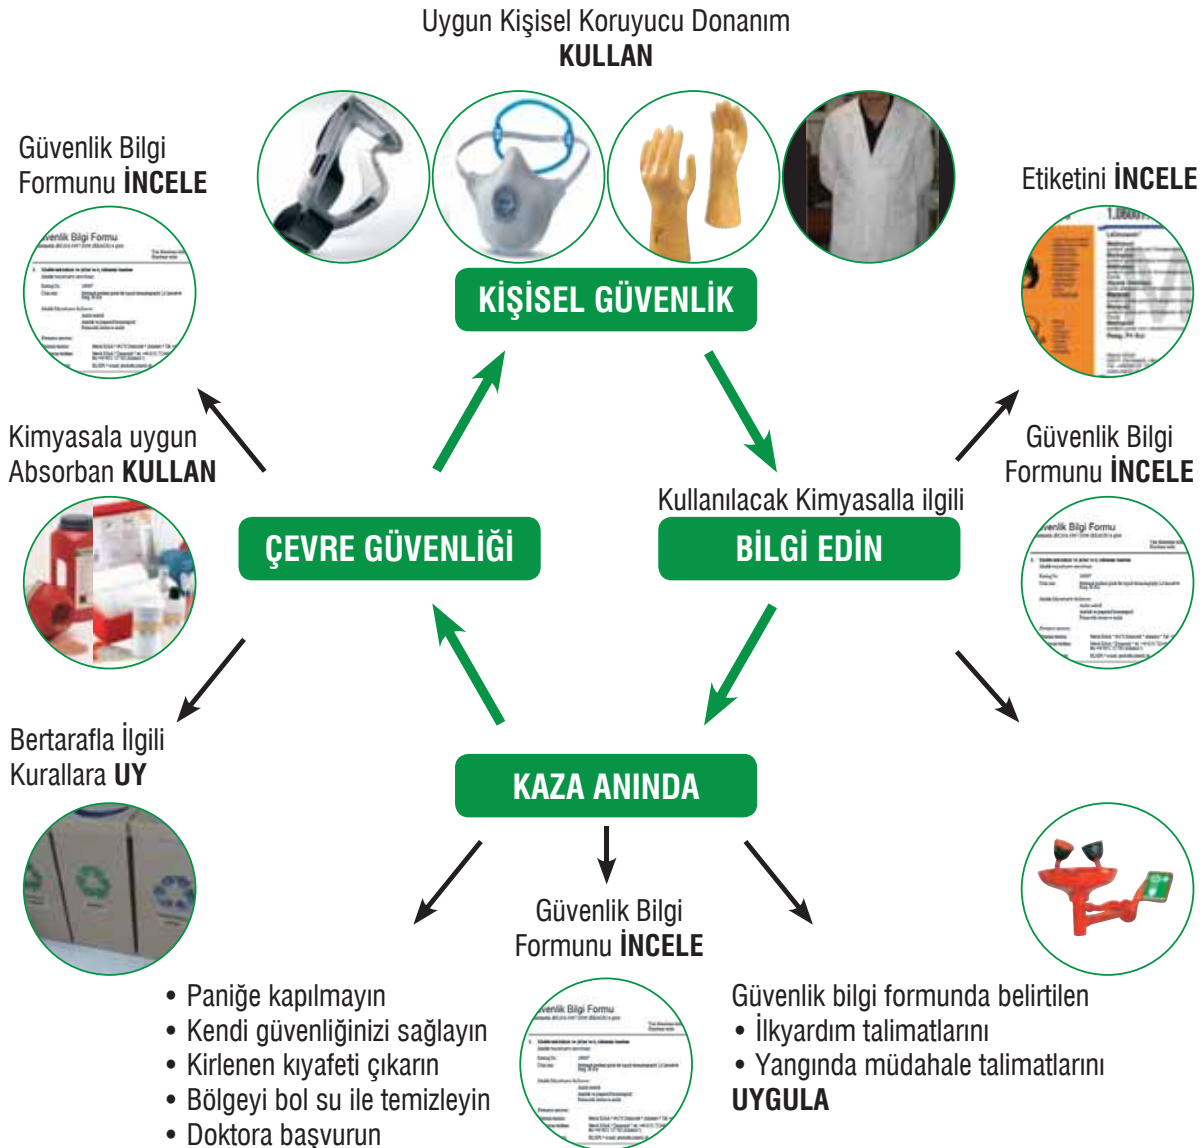 Uygun Kişisel Koruyucu Donanım
KULLAN
Güvenlik Bilgi
Formunu İNCELE
Etiketini İNCELE
KİŞİSEL GÜVENLİK
Kimyasala uygun
Absorban KULLAN
Güvenlik Bilgi
Formunu İNCELE
Kullanılacak Kimyasalla ilgili
ÇEVRE GÜVENLİĞİ
BİLGİ EDİN
Bertarafla İlgili
Kurallara UY
KAZA ANINDA
Güvenlik Bilgi
Formunu İNCELE
• Paniğe kapılmayın
• Kendi güvenliğinizi sağlayın
• Kirlenen kıyafeti çıkarın
• Bölgeyi bol su ile temizleyin
• Doktora başvurun
Güvenlik bilgi formunda belirtilen
• İlkyardım talimatlarını
• Yangında müdahale talimatlarını
UYGULA